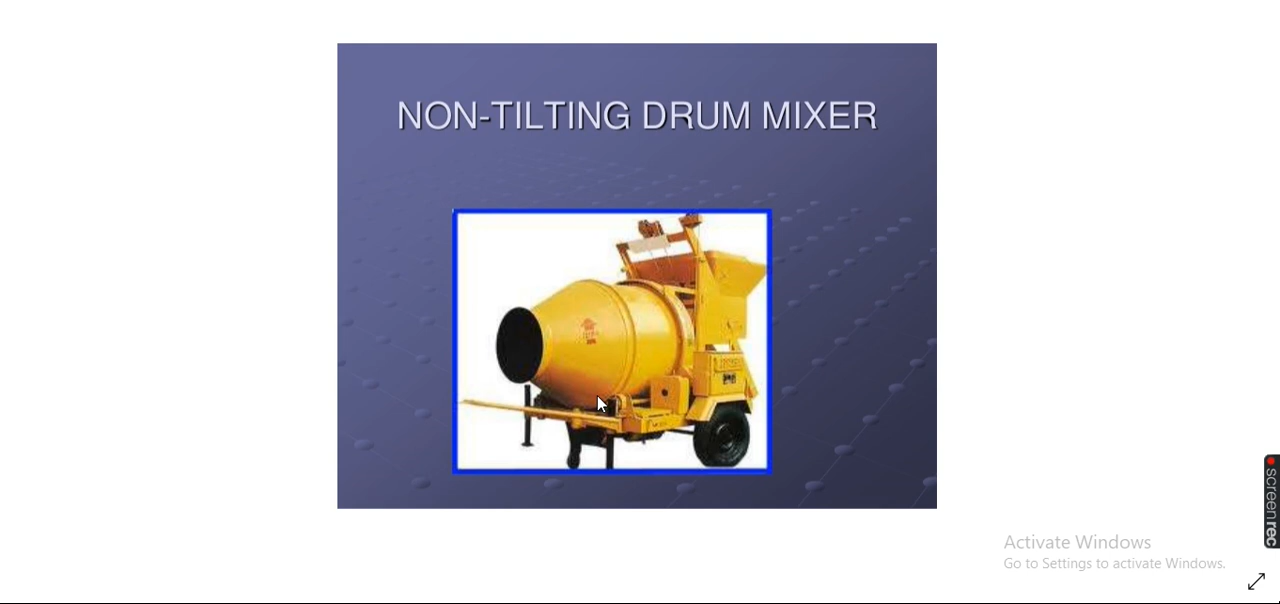 NON-TILTING DRUM MIXER
screenrec
Activate Windows
Go to Settings to activate Windows.